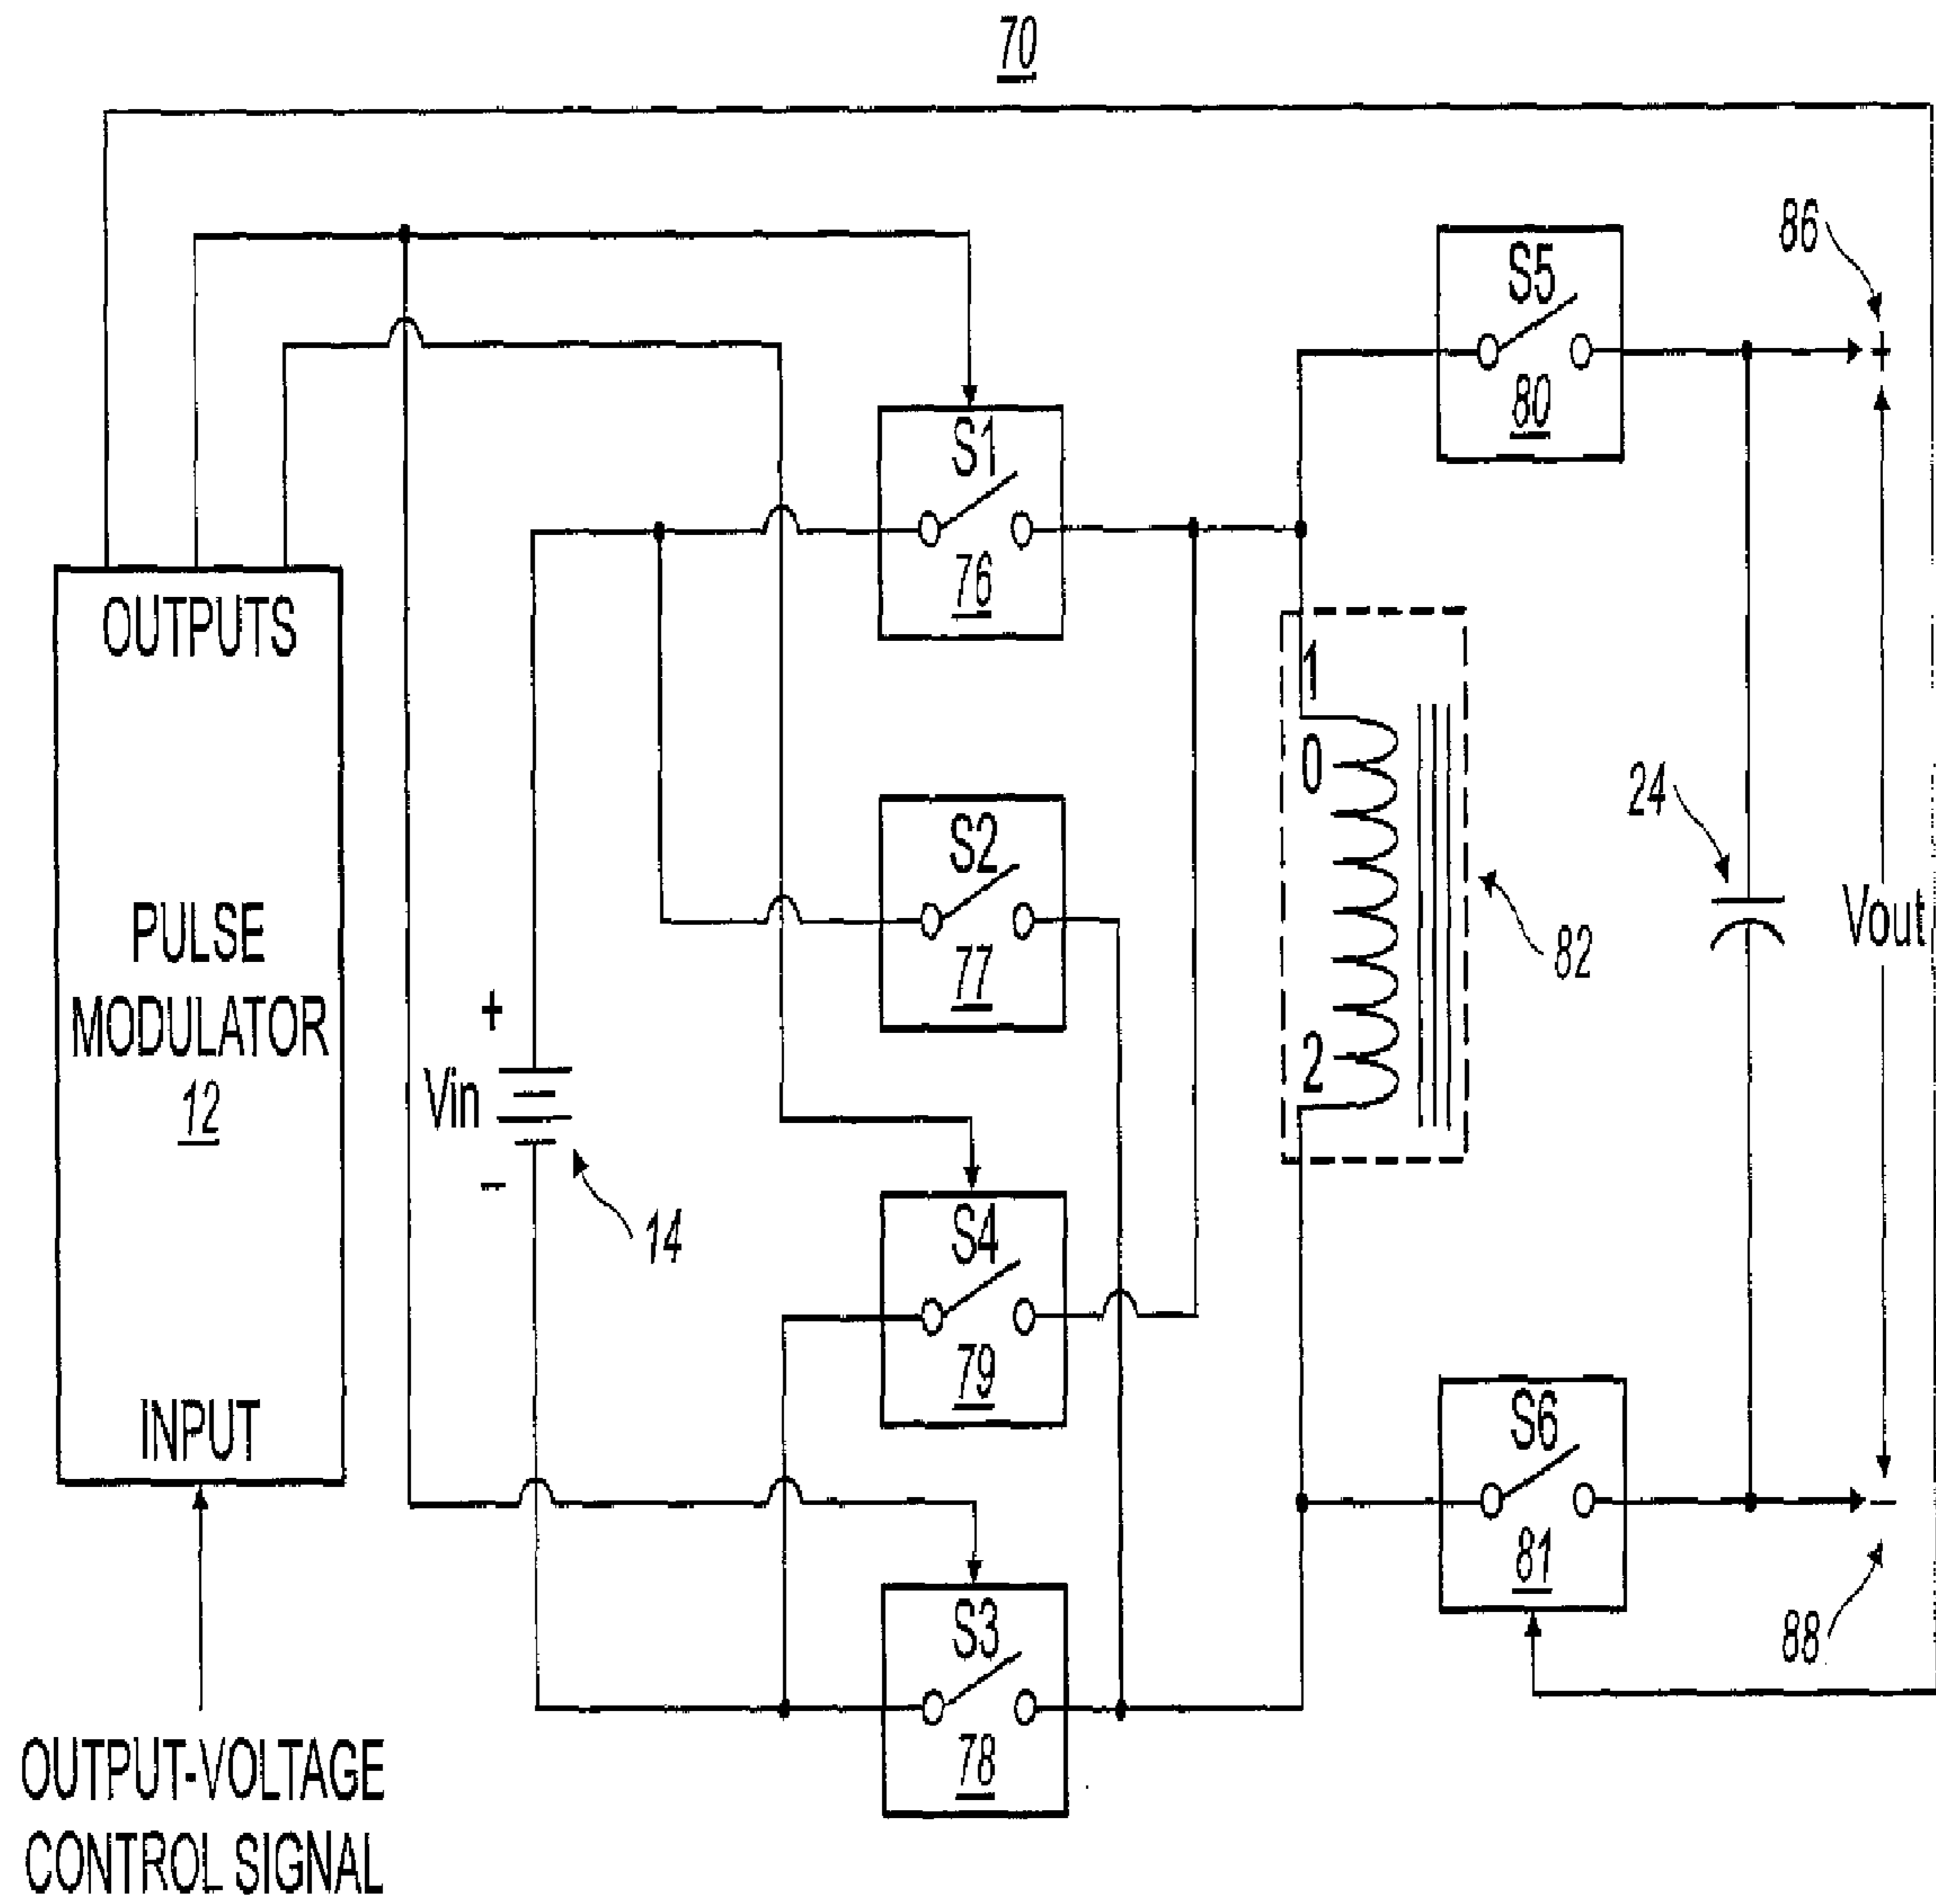 70
86
S5
80
S1
76
OUTPUTS
1
0
24
S2
77
PULSE
MODULATOR
12
+
Vin
-
14
2
82
Vout
+
S4
79
INPUT
S6
81
-
88
S3
78
OUTPUT-VOLTAGE
CONTROL SIGNAL